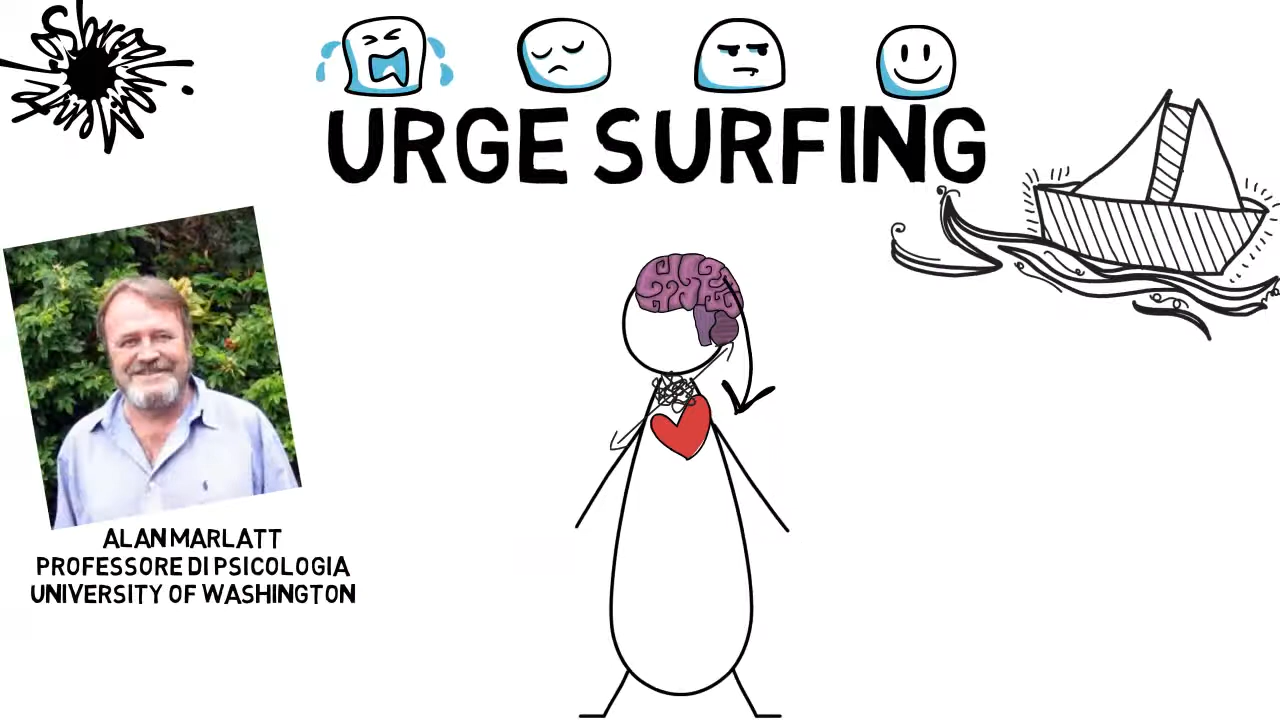 URGE SURFING
ALAN MARLATT
PROFESSORE DI PSICOLOGIA
UNIVERSITY OF WASHINGTON